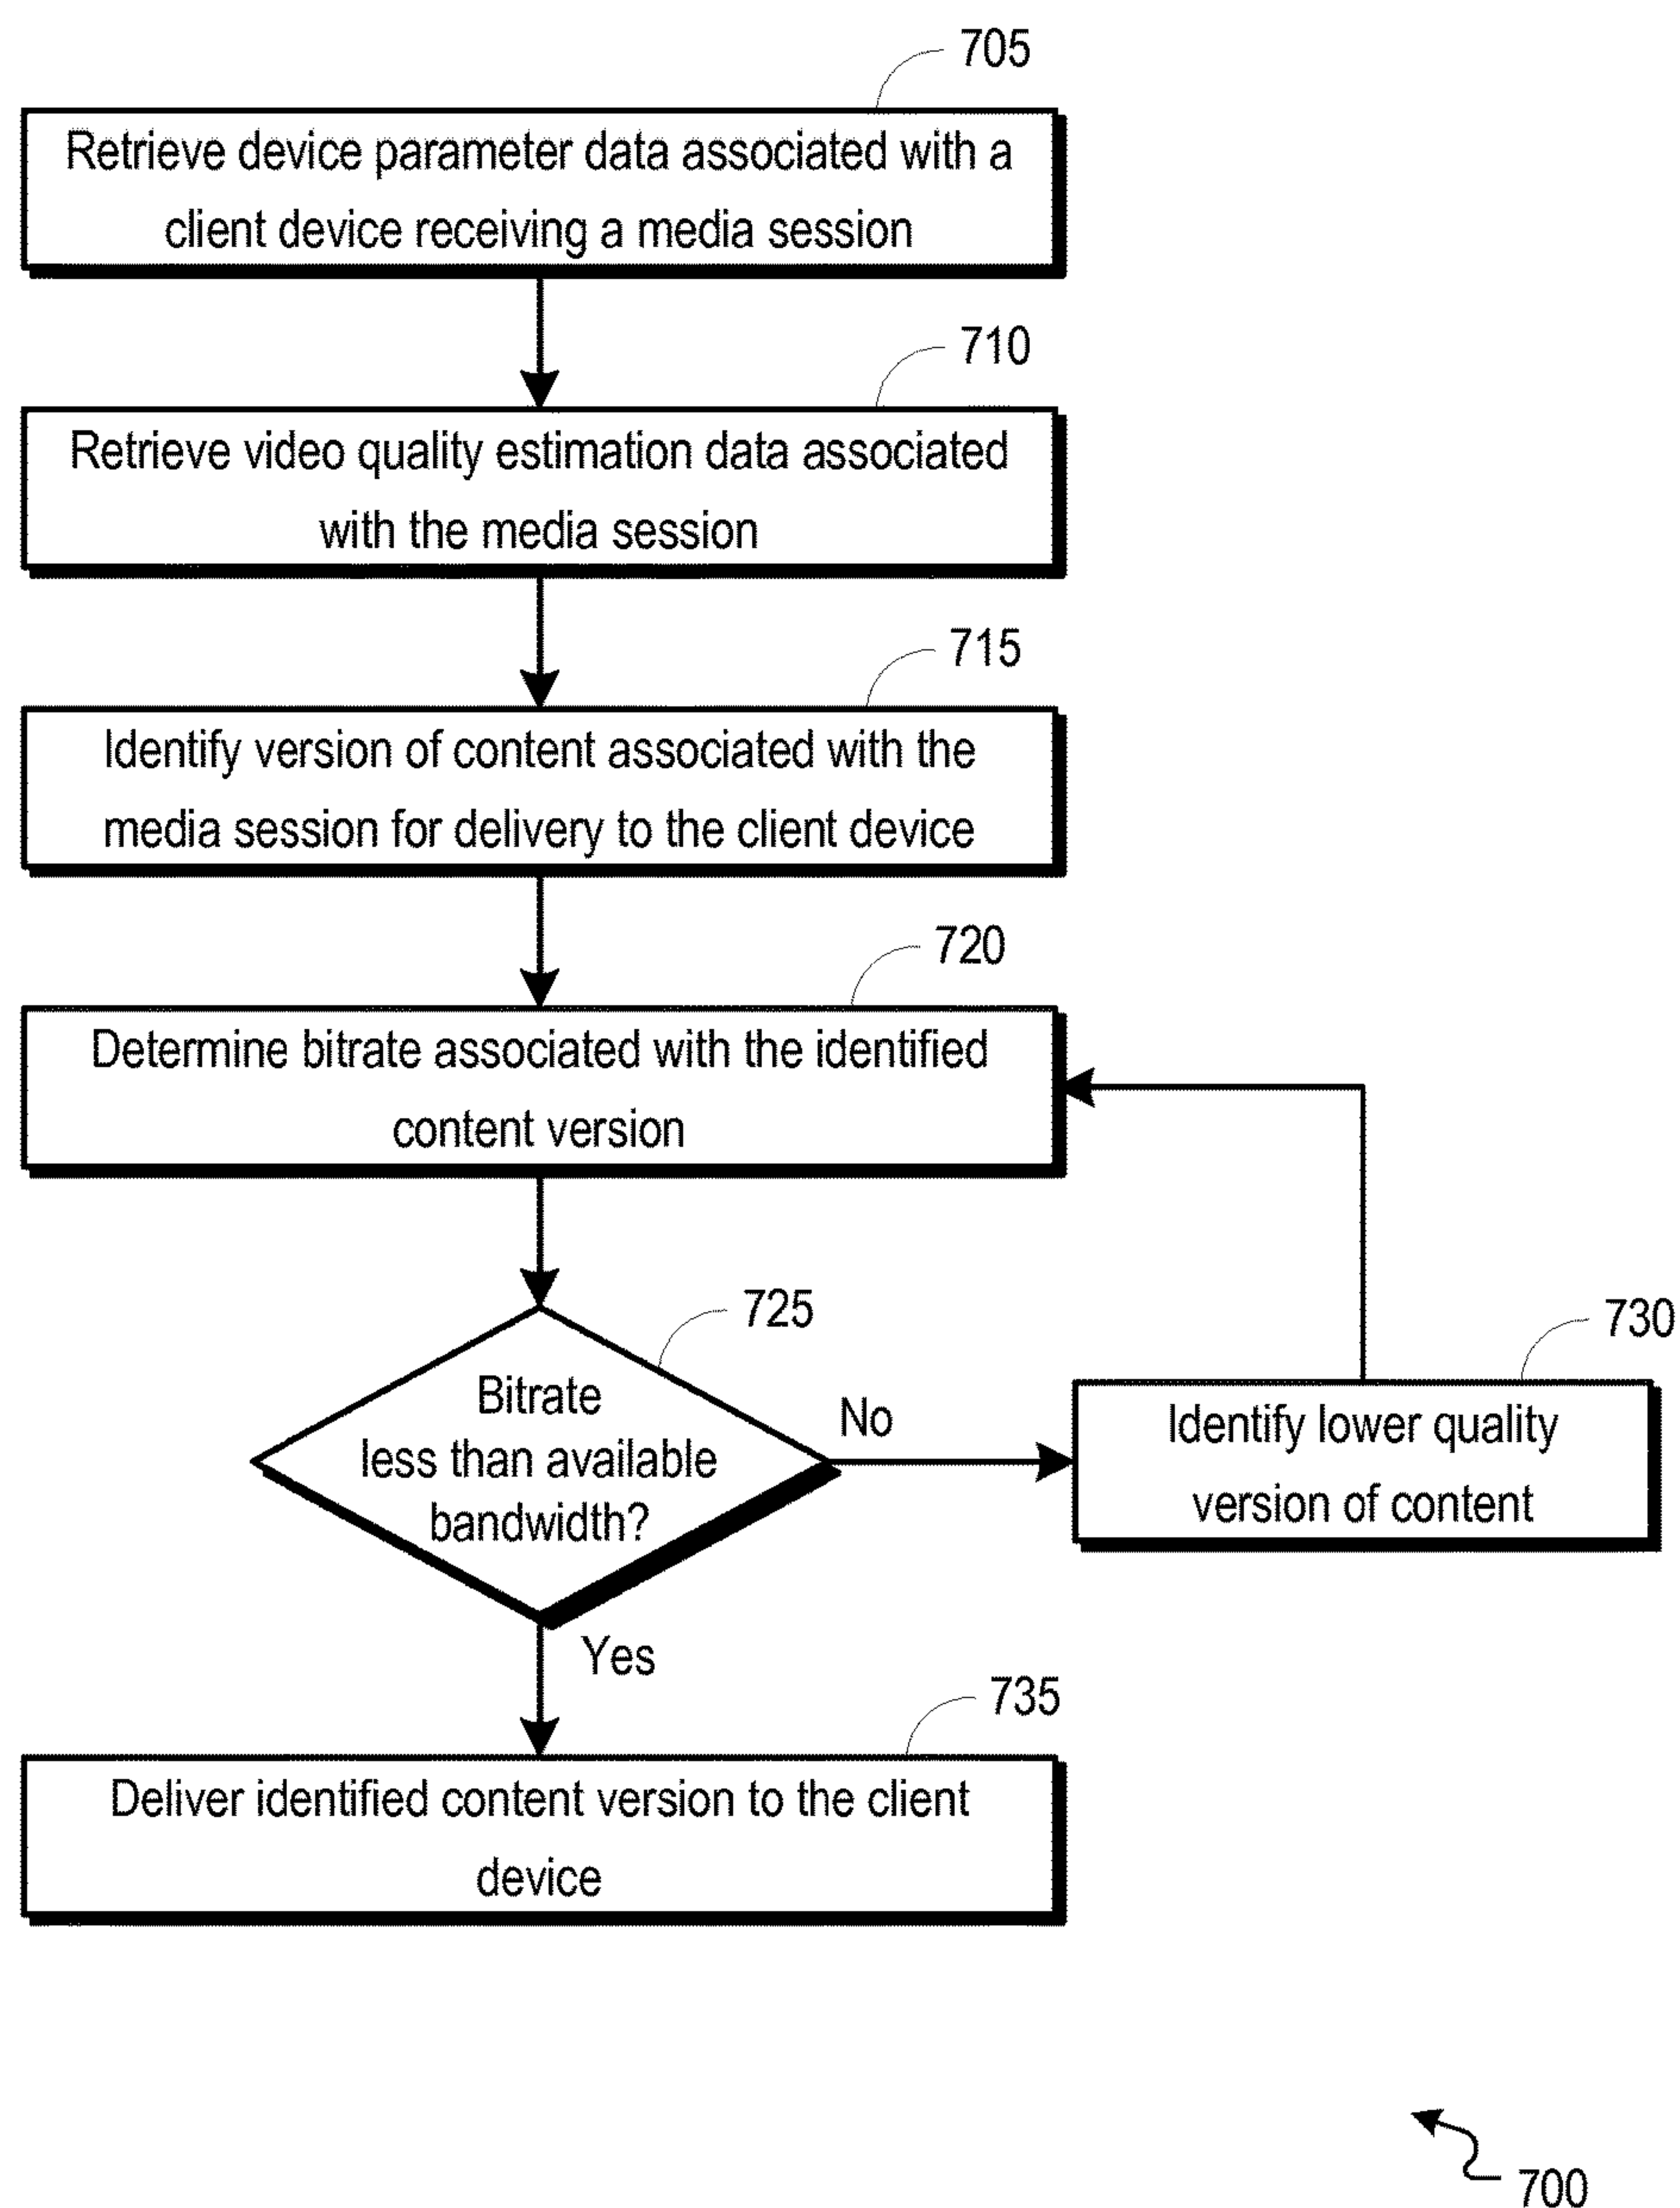 705
Retrieve device parameter data associated with a
client device receiving a media session
710
Retrieve video quality estimation data associated
with the media session
715
Identify version of content associated with the
media session for delivery to the client device
720
Determine bitrate associated with the identified
content version
725
Bitrate
less than available
bandwidth?
No
730
Identify lower quality
version of content
Yes
735
Deliver identified content version to the client
device
700